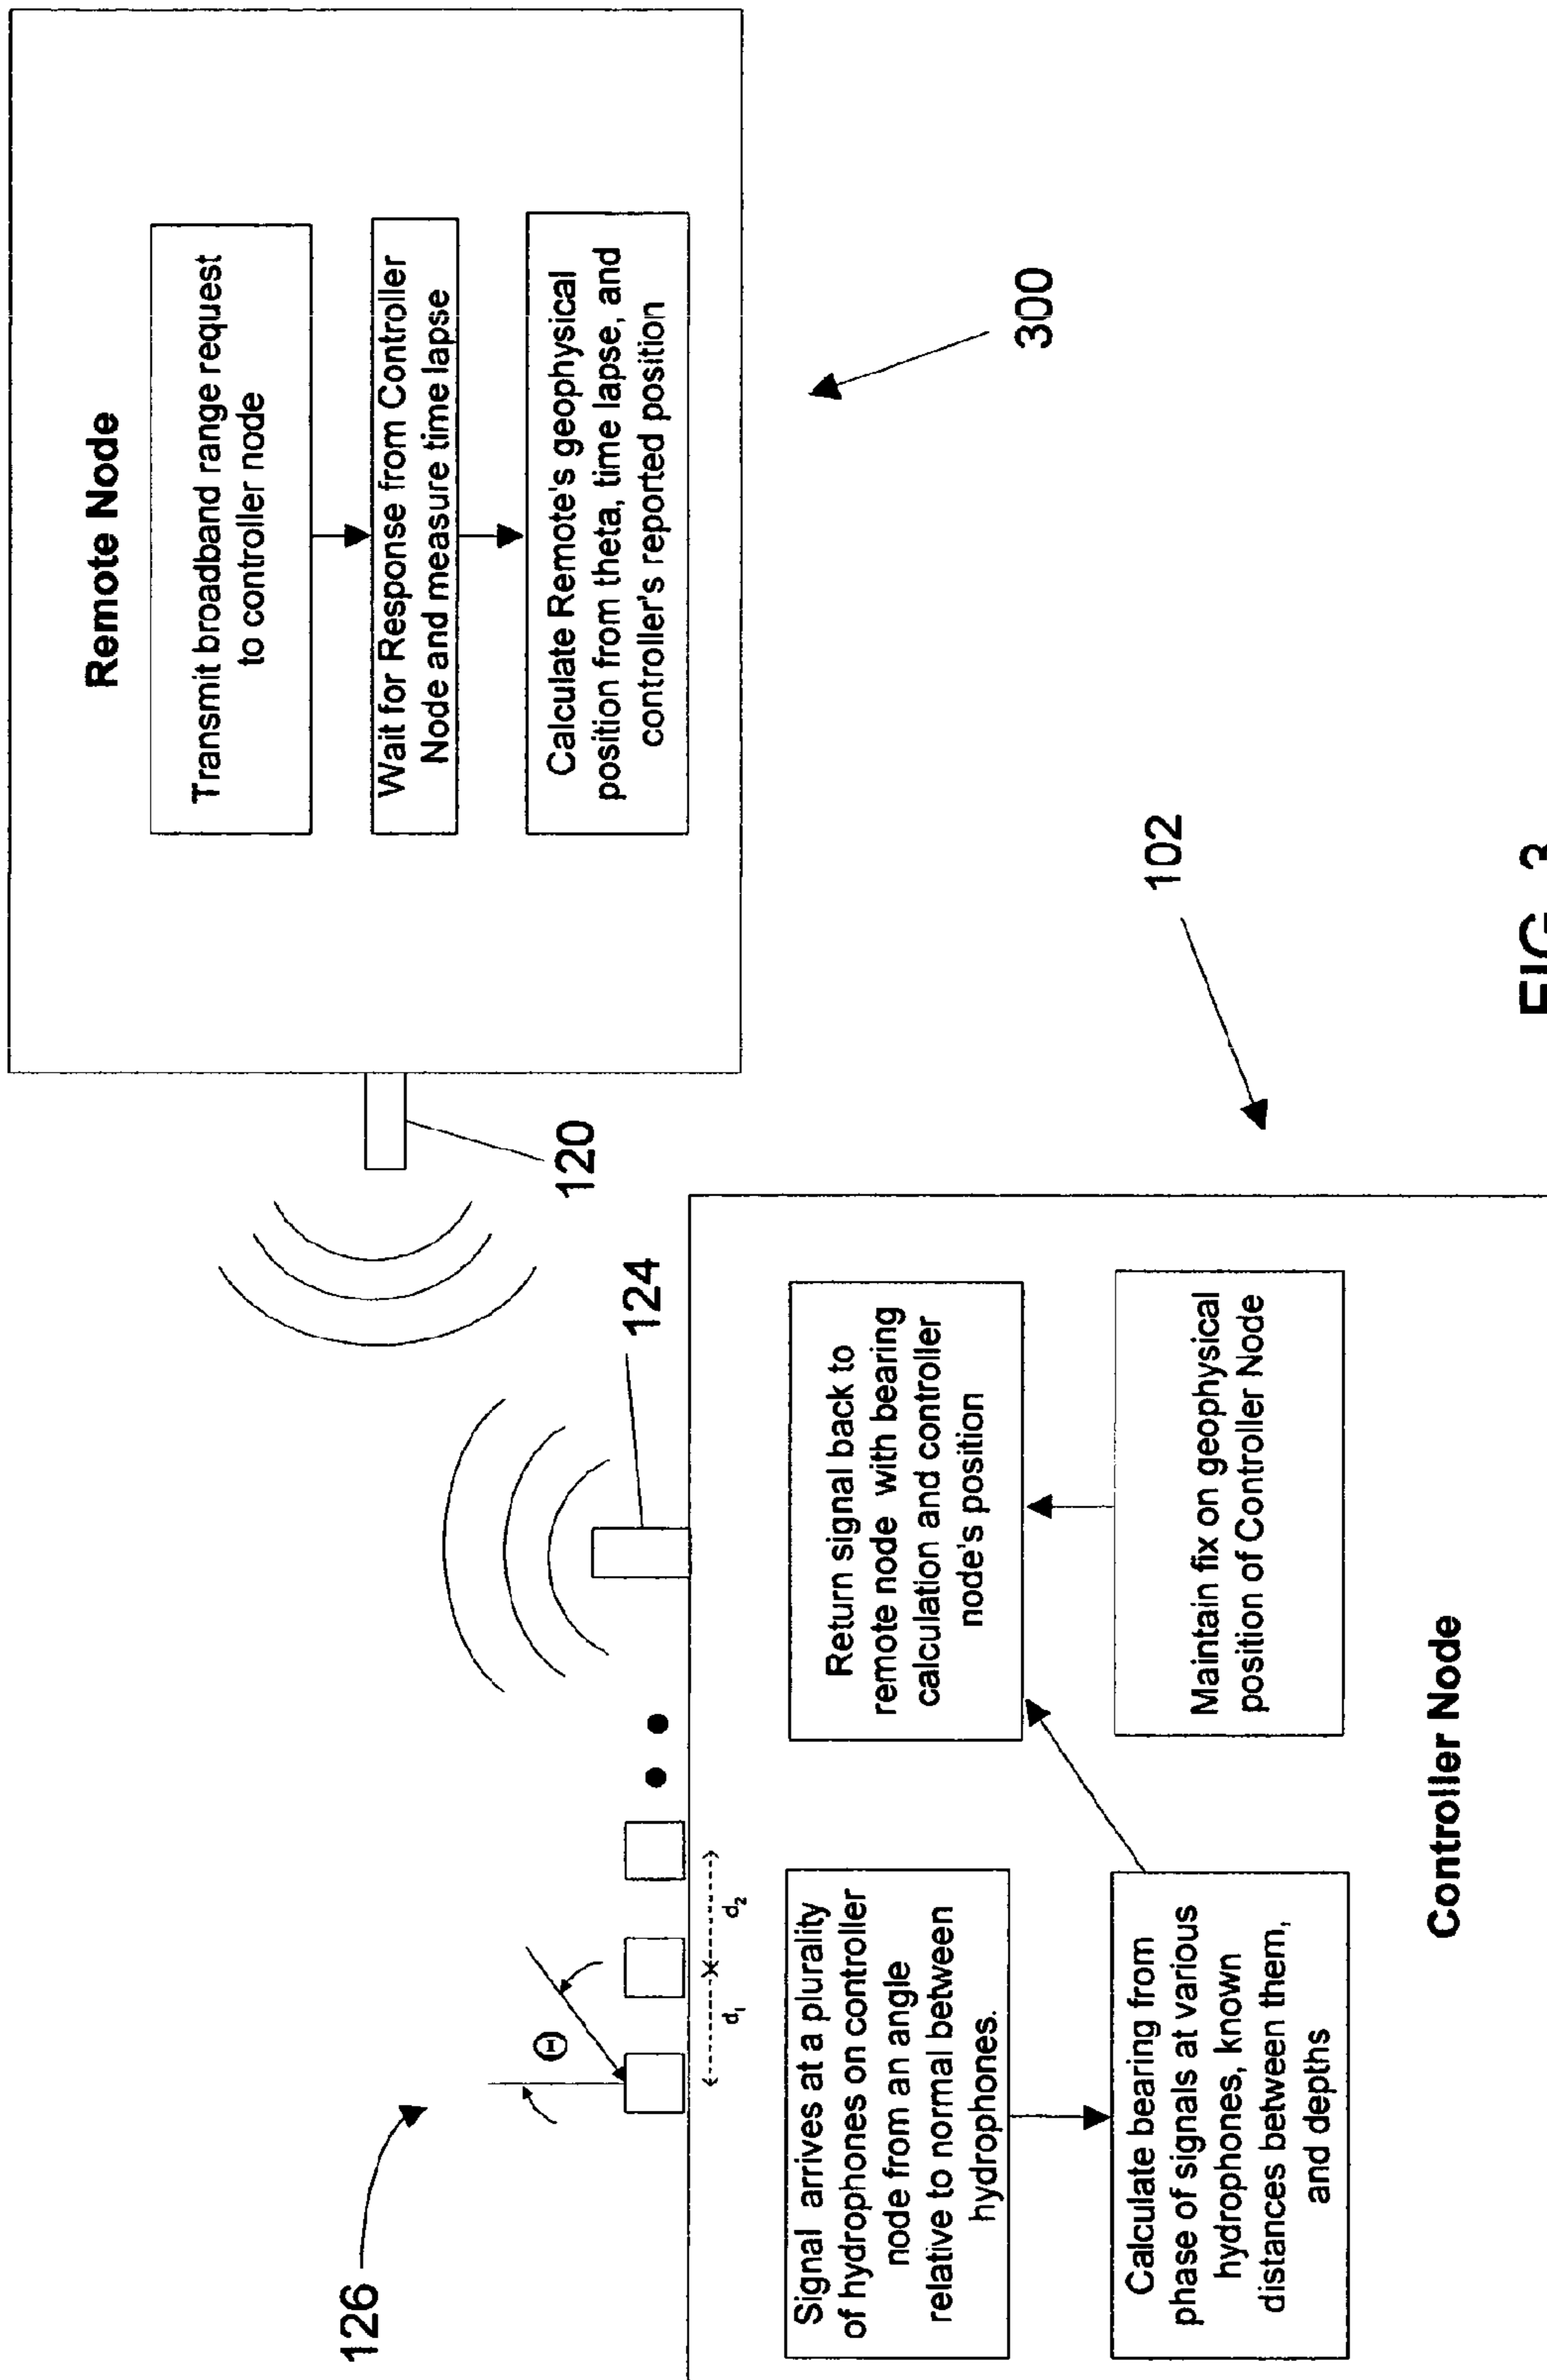 Remote Node
Transmit broadband range request
to controller node
Wait for Response from Controller
Node and measure time lapse
Calculate Remote's geophysical
position from theta, time lapse, and
controller's reported position
300
120
124
126
Θ
d₁
d₂
102
Signal arrives at a plurality
of hydrophones on controller
node from an angle
relative to normal between
hydrophones.
Calculate bearing from
phase of signals at various
hydrophones, known
distances between them,
and depths
Return signal back to
remote node with bearing
calculation and controller
node's position
Maintain fix on geophysical
position of Controller Node
Controller Node
FIG. 3